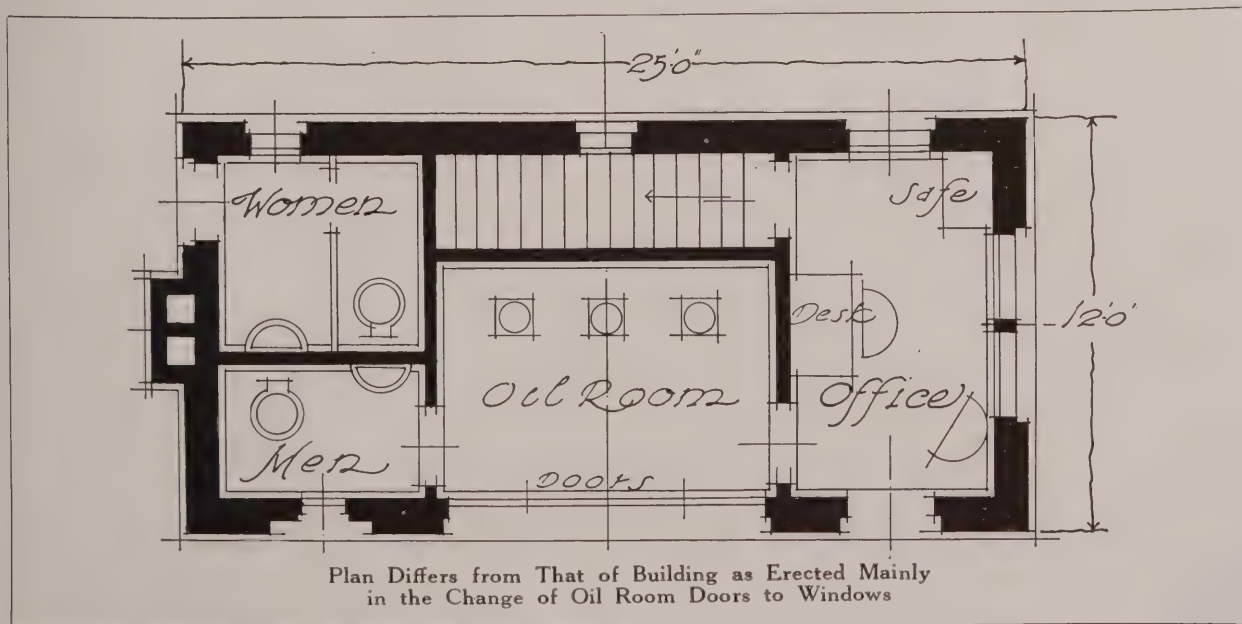 25'0"
Women
Safe
Desk
12'0"
Oil Room
Office
Men
Doors
Plan Differs from That of Building as Erected Mainly
in the Change of Oil Room Doors to Windows